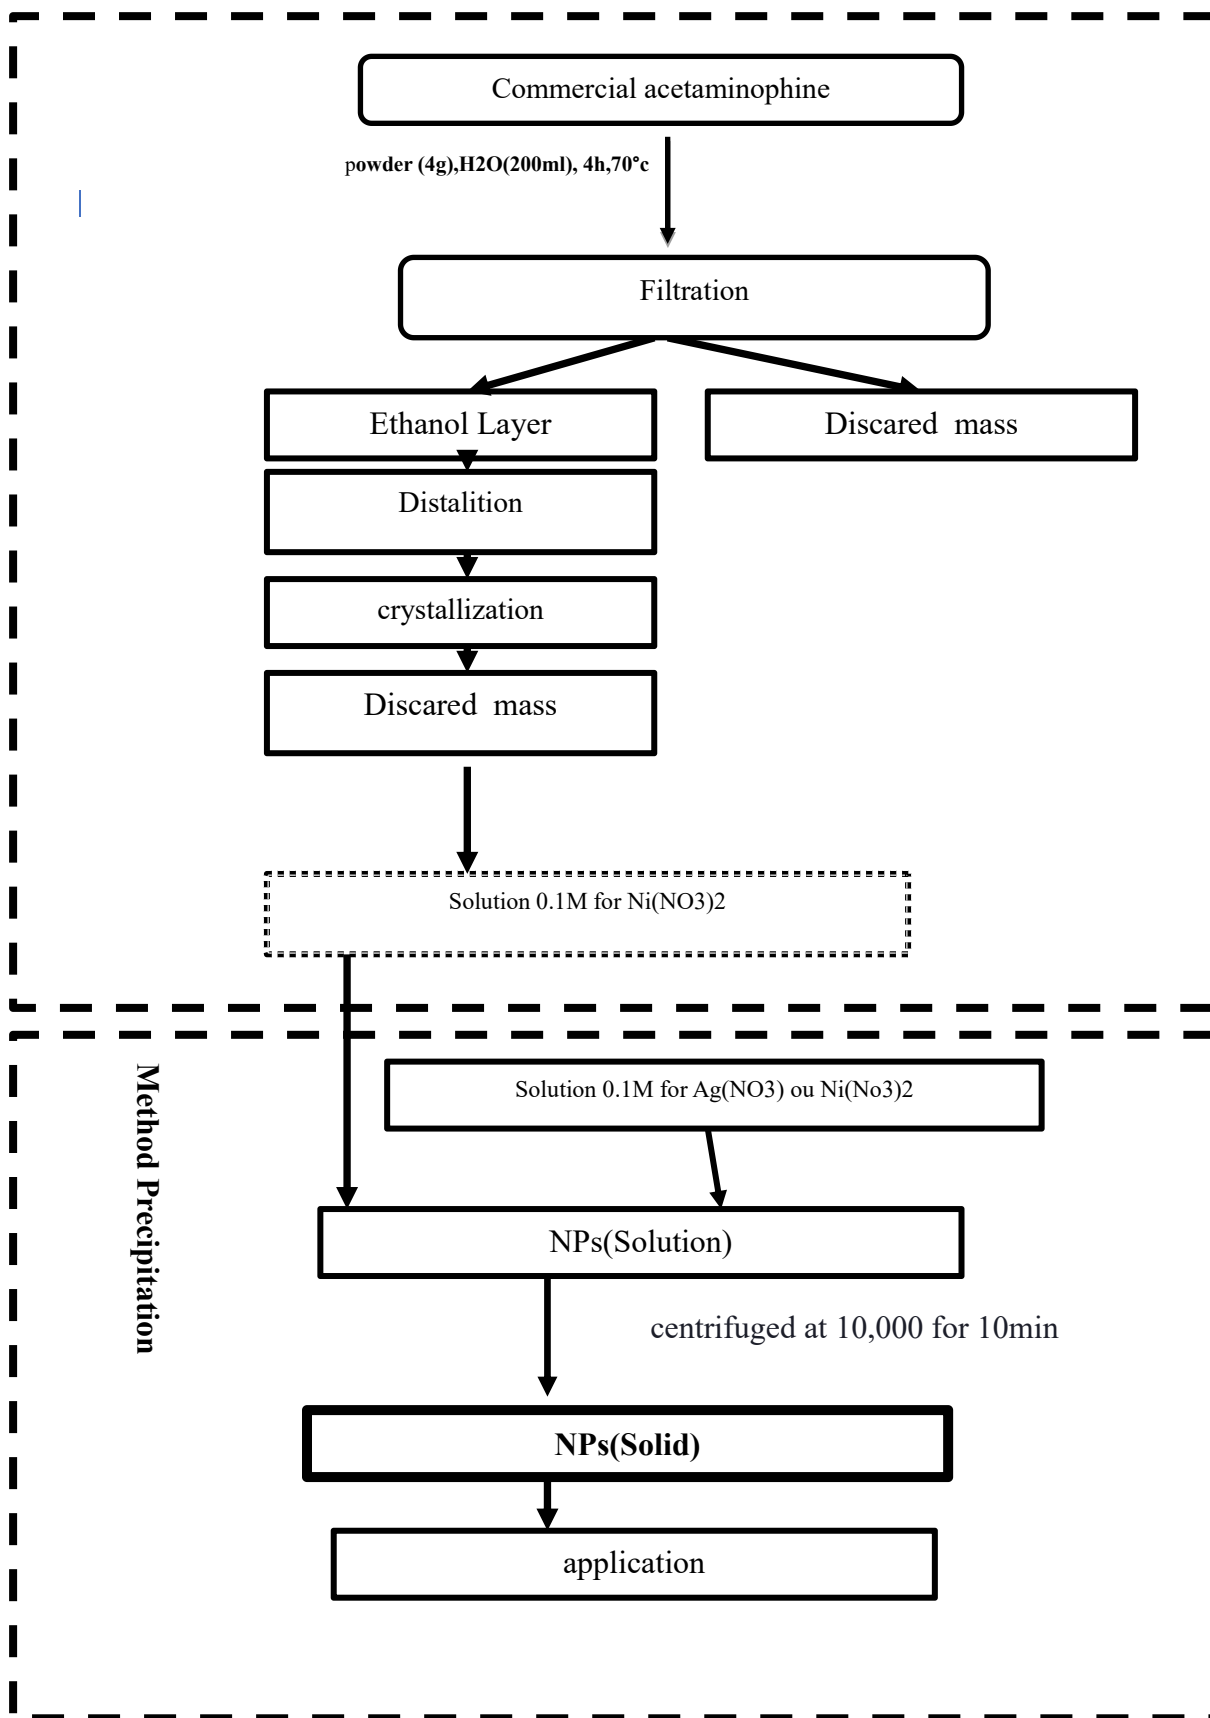 Commercial acetaminophine
powder (4g),H2O(200ml), 4h,70°c
Filtration
Ethanol Layer
Discared mass
Distalition
crystallization
Discared mass
Solution 0.1M for Ni(NO3)2
Method Precipitation
Solution 0.1M for Ag(NO3) ou Ni(No3)2
NPs(Solution)
centrifuged at 10,000 for 10min
NPs(Solid)
application